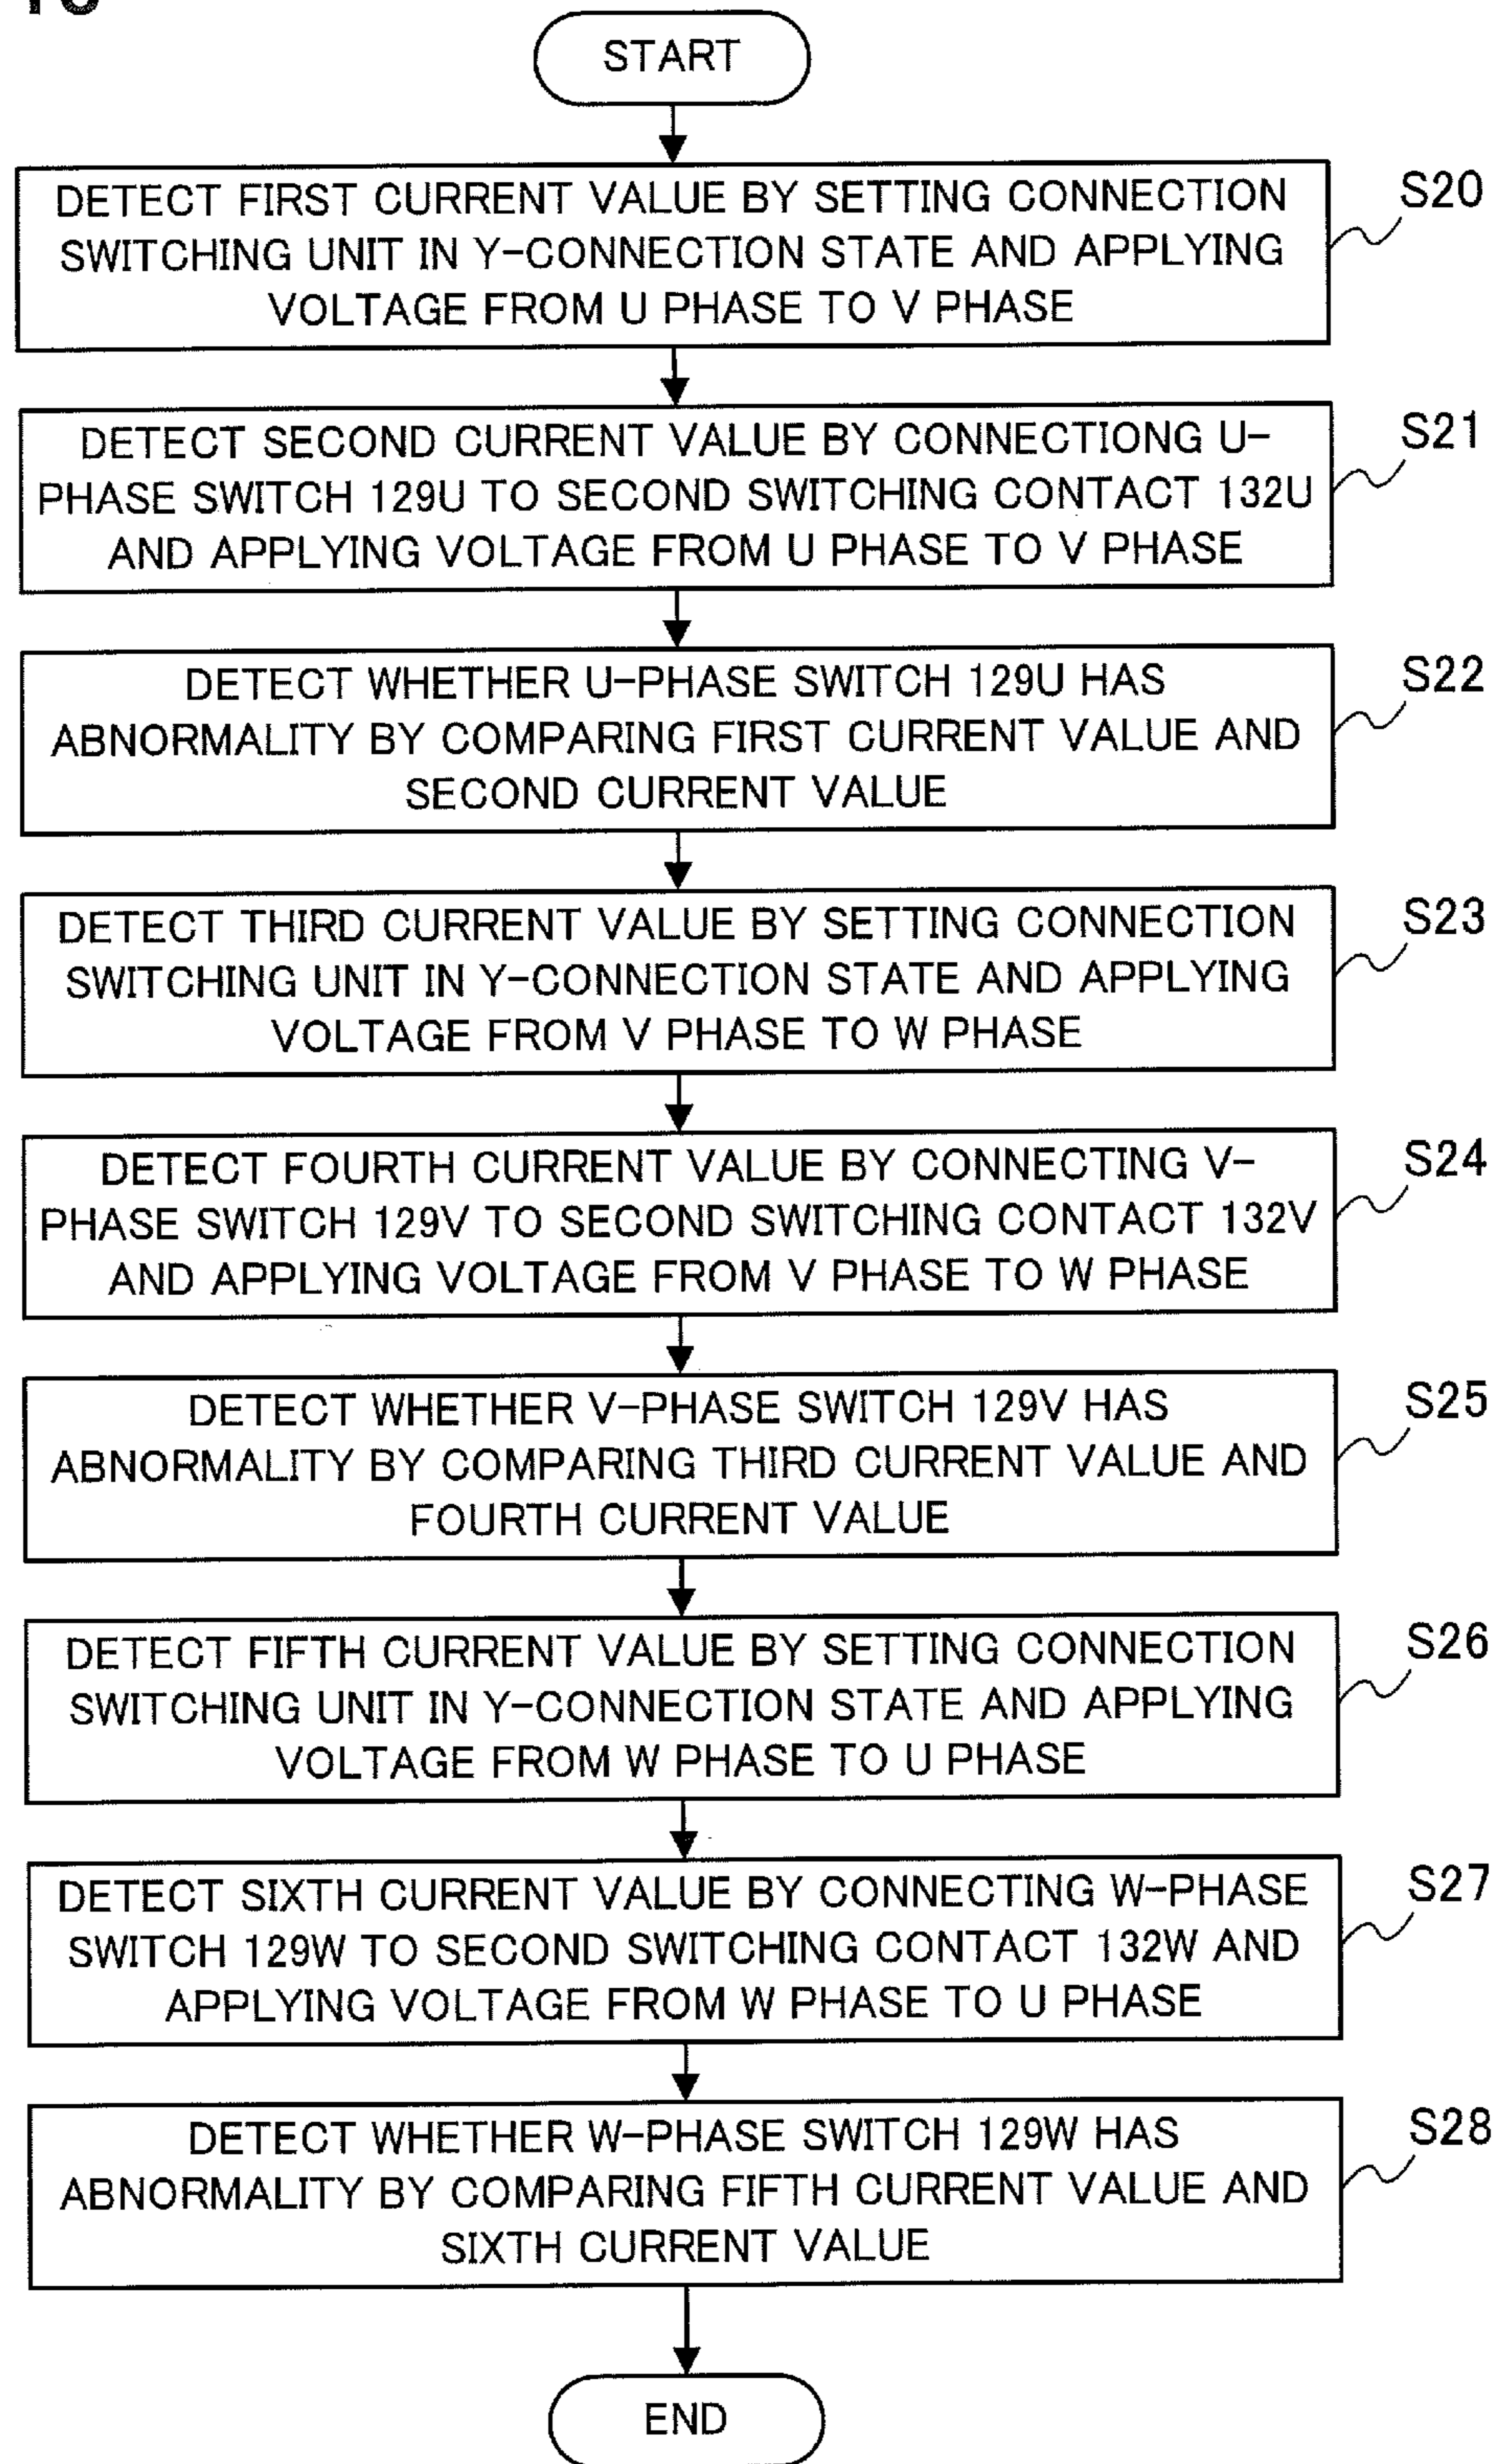 START
DETECT FIRST CURRENT VALUE BY SETTING CONNECTION
SWITCHING UNIT IN Y-CONNECTION STATE AND APPLYING
VOLTAGE FROM U PHASE TO V PHASE
S20
DETECT SECOND CURRENT VALUE BY CONNECTIONG U-
PHASE SWITCH 129U TO SECOND SWITCHING CONTACT 132U
AND APPLYING VOLTAGE FROM U PHASE TO V PHASE
S21
DETECT WHETHER U-PHASE SWITCH 129U HAS
ABNORMALITY BY COMPARING FIRST CURRENT VALUE AND
SECOND CURRENT VALUE
S22
DETECT THIRD CURRENT VALUE BY SETTING CONNECTION
SWITCHING UNIT IN Y-CONNECTION STATE AND APPLYING
VOLTAGE FROM V PHASE TO W PHASE
S23
DETECT FOURTH CURRENT VALUE BY CONNECTING V-
PHASE SWITCH 129V TO SECOND SWITCHING CONTACT 132V
AND APPLYING VOLTAGE FROM V PHASE TO W PHASE
S24
DETECT WHETHER V-PHASE SWITCH 129V HAS
ABNORMALITY BY COMPARING THIRD CURRENT VALUE AND
FOURTH CURRENT VALUE
S25
DETECT FIFTH CURRENT VALUE BY SETTING CONNECTION
SWITCHING UNIT IN Y-CONNECTION STATE AND APPLYING
VOLTAGE FROM W PHASE TO U PHASE
S26
DETECT SIXTH CURRENT VALUE BY CONNECTING W-PHASE
SWITCH 129W TO SECOND SWITCHING CONTACT 132W AND
APPLYING VOLTAGE FROM W PHASE TO U PHASE
S27
DETECT WHETHER W-PHASE SWITCH 129W HAS
ABNORMALITY BY COMPARING FIFTH CURRENT VALUE AND
SIXTH CURRENT VALUE
S28
END